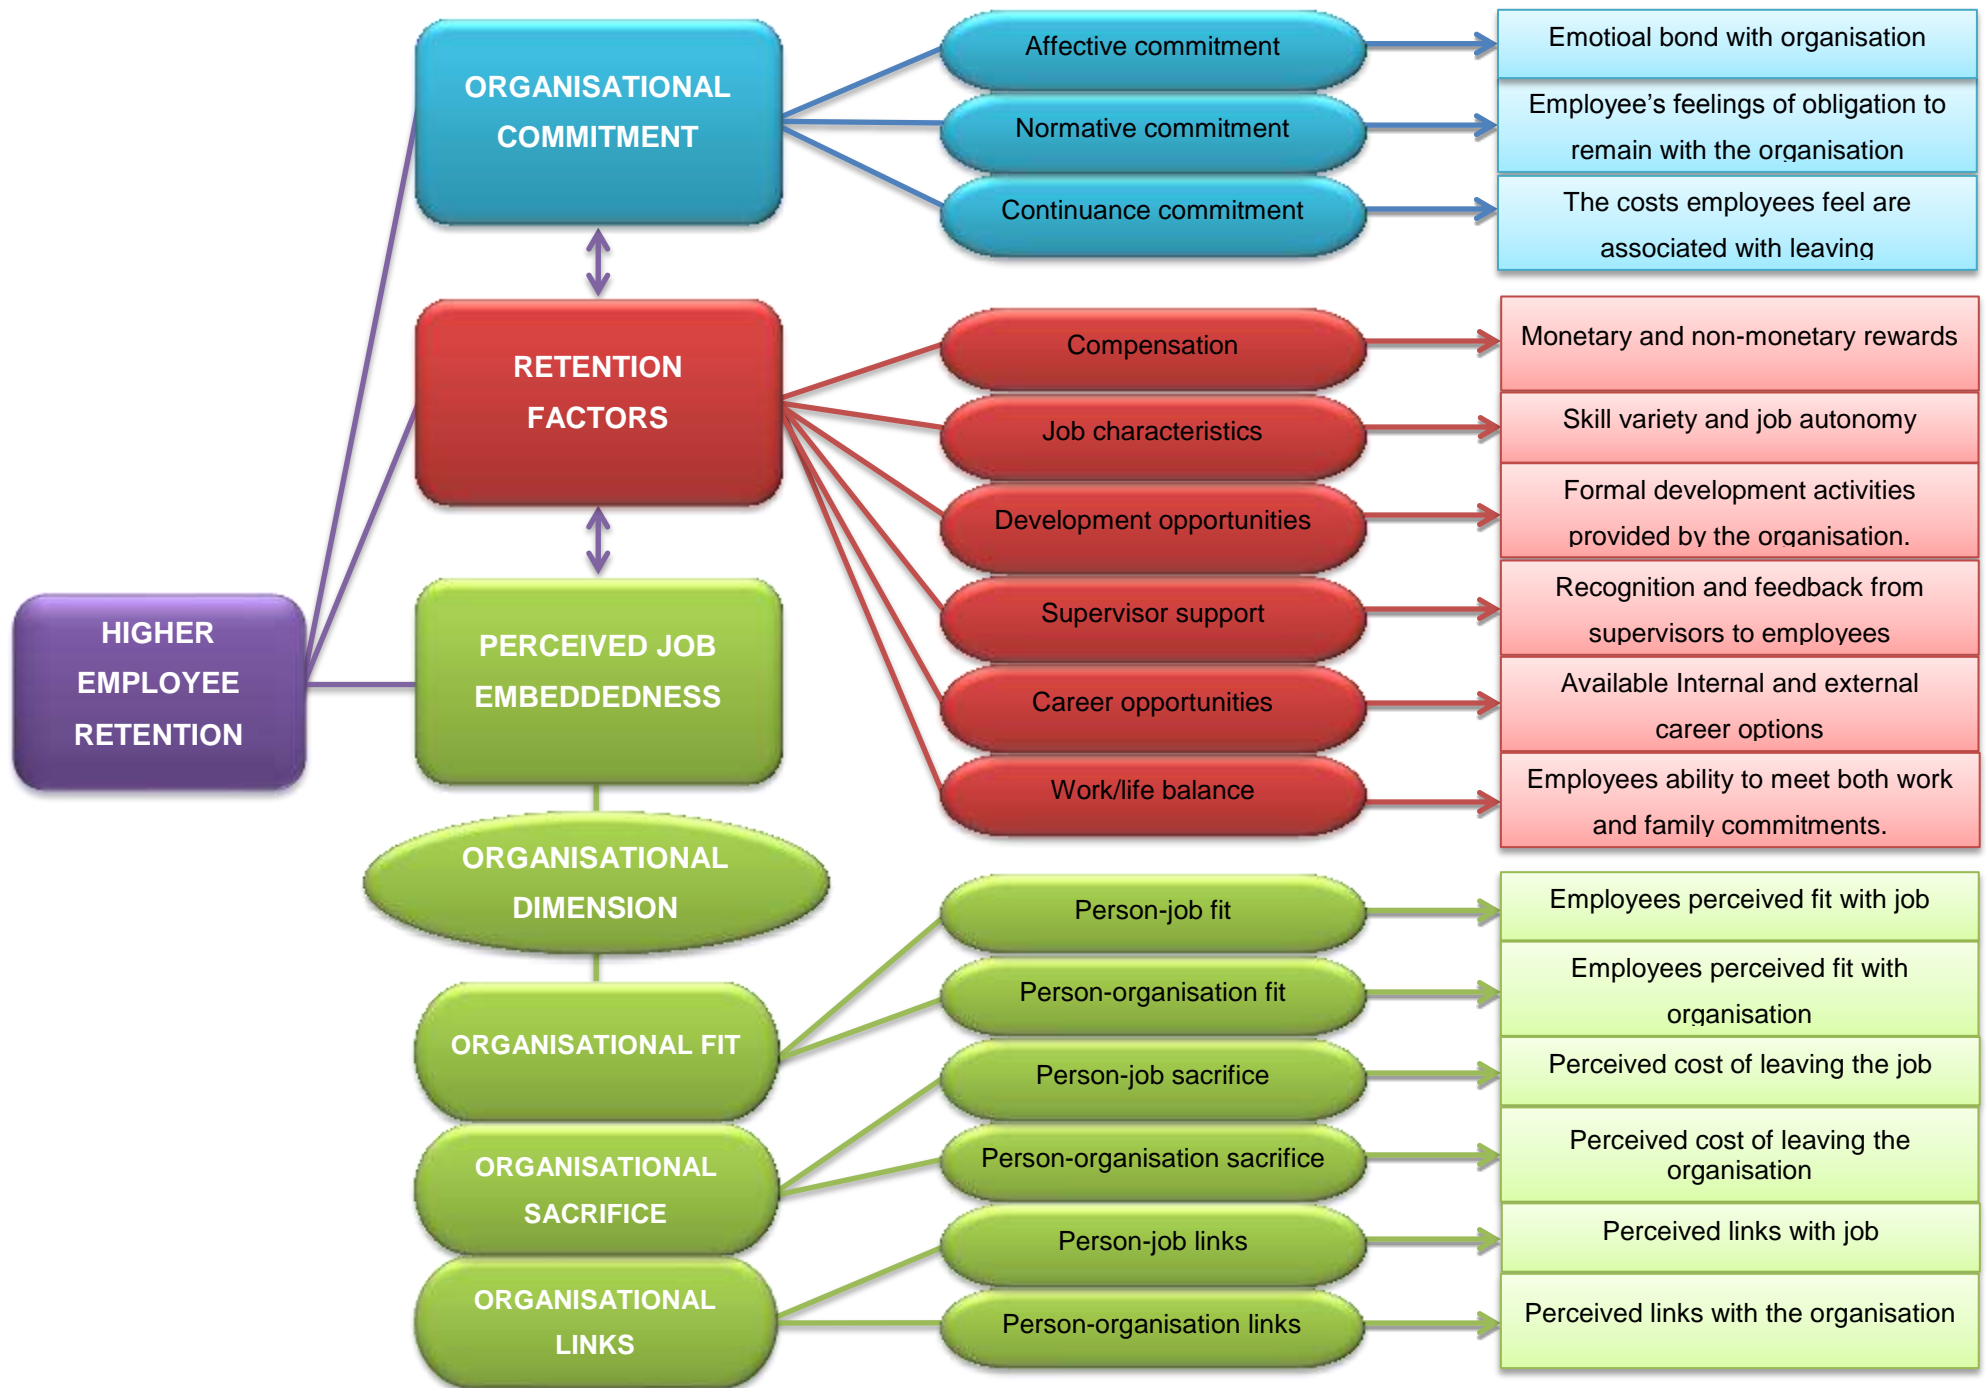 ORGANISATIONAL
COMMITMENT
Affective commitment
Emotioal bond with organisation
Normative commitment
Employee's feelings of obligation to
remain with the organisation
Continuance commitment
The costs employees feel are
associated with leaving
RETENTION
FACTORS
Compensation
Monetary and non-monetary rewards
Job characteristics
Skill variety and job autonomy
Development opportunities
Formal development activities
provided by the organisation.
Supervisor support
Recognition and feedback from
supervisors to employees
Career opportunities
Available Internal and external
career options
Work/life balance
Employees ability to meet both work
and family commitments.
HIGHER
EMPLOYEE
RETENTION
PERCEIVED JOB
EMBEDDEDNESS
ORGANISATIONAL
DIMENSION
ORGANISATIONAL FIT
Person-job fit
Employees perceived fit with job
Person-organisation fit
Employees perceived fit with
organisation
ORGANISATIONAL
SACRIFICE
Person-job sacrifice
Perceived cost of leaving the job
Person-organisation sacrifice
Perceived cost of leaving the
organisation
ORGANISATIONAL
LINKS
Person-job links
Perceived links with job
Person-organisation links
Perceived links with the organisation